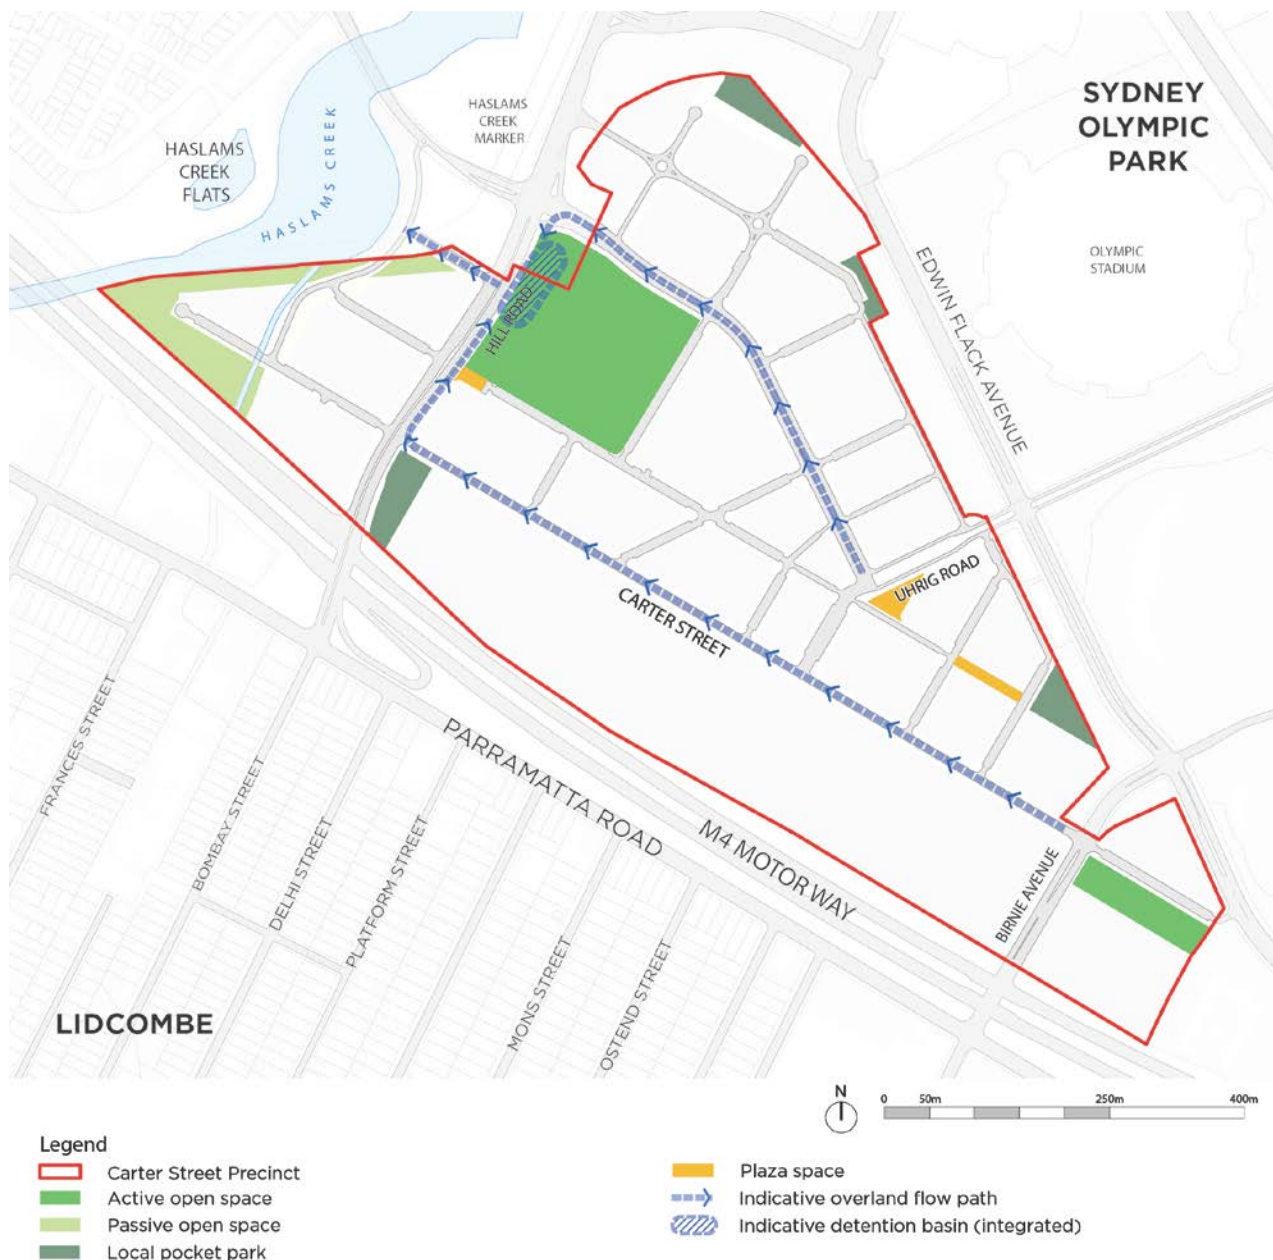 SYDNEY
OLYMPIC
PARK
HASLAMS
CREEK
MARKER
HASLAMS
CREEK
FLATS
HASLAMS CREEK
OLYMPIC
STADIUM
EDWIN FLACK AVENUE
HILL ROAD
UHRIG ROAD
CARTER STREET
PARRAMATTA ROAD
M4 MOTORWAY
BIRNIE AVENUE
FRANCES STREET
BOMBAY STREET
DELHI STREET
PLATFORM STREET
MONS STREET
OSTEND STREET
LIDCOMBE
N
0 50m 250m 400m
Legend
Carter Street Precinct
Active open space
Passive open space
Local pocket park
Plaza space
Indicative overland flow path
Indicative detention basin (integrated)